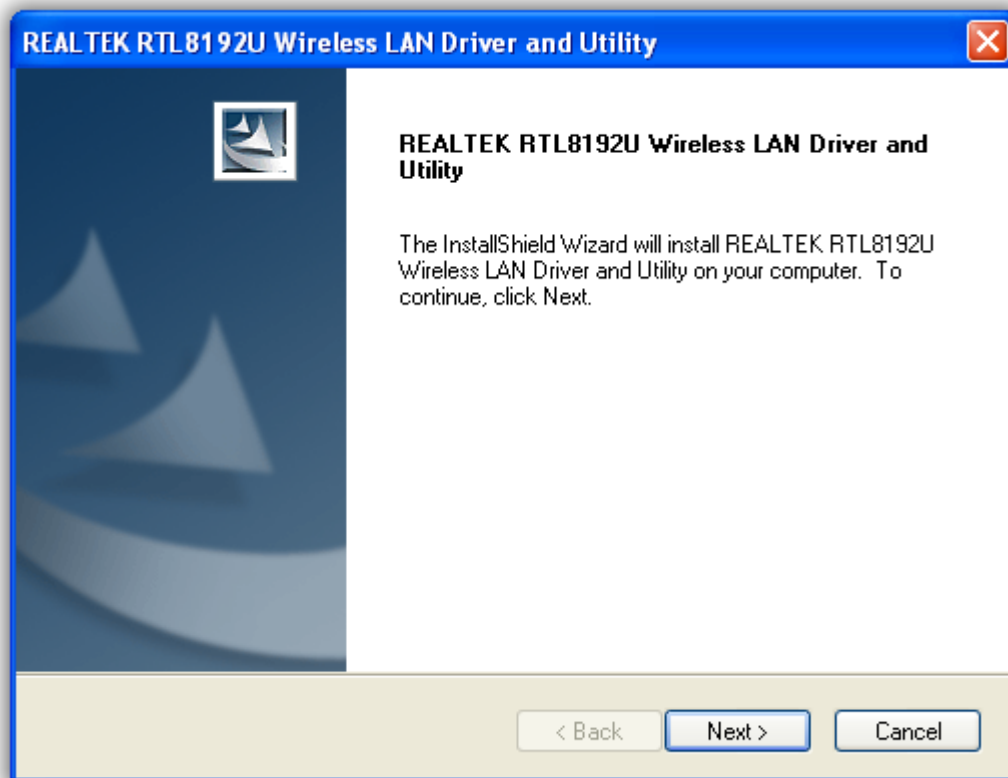 REALTEK RTL8192U Wireless LAN Driver and Utility
REALTEK RTL8192U Wireless LAN Driver and
Utility
The InstallShield Wizard will install REALTEK RTL8192U
Wireless LAN Driver and Utility on your computer.  To
continue, click Next.
< Back
Next >
Cancel